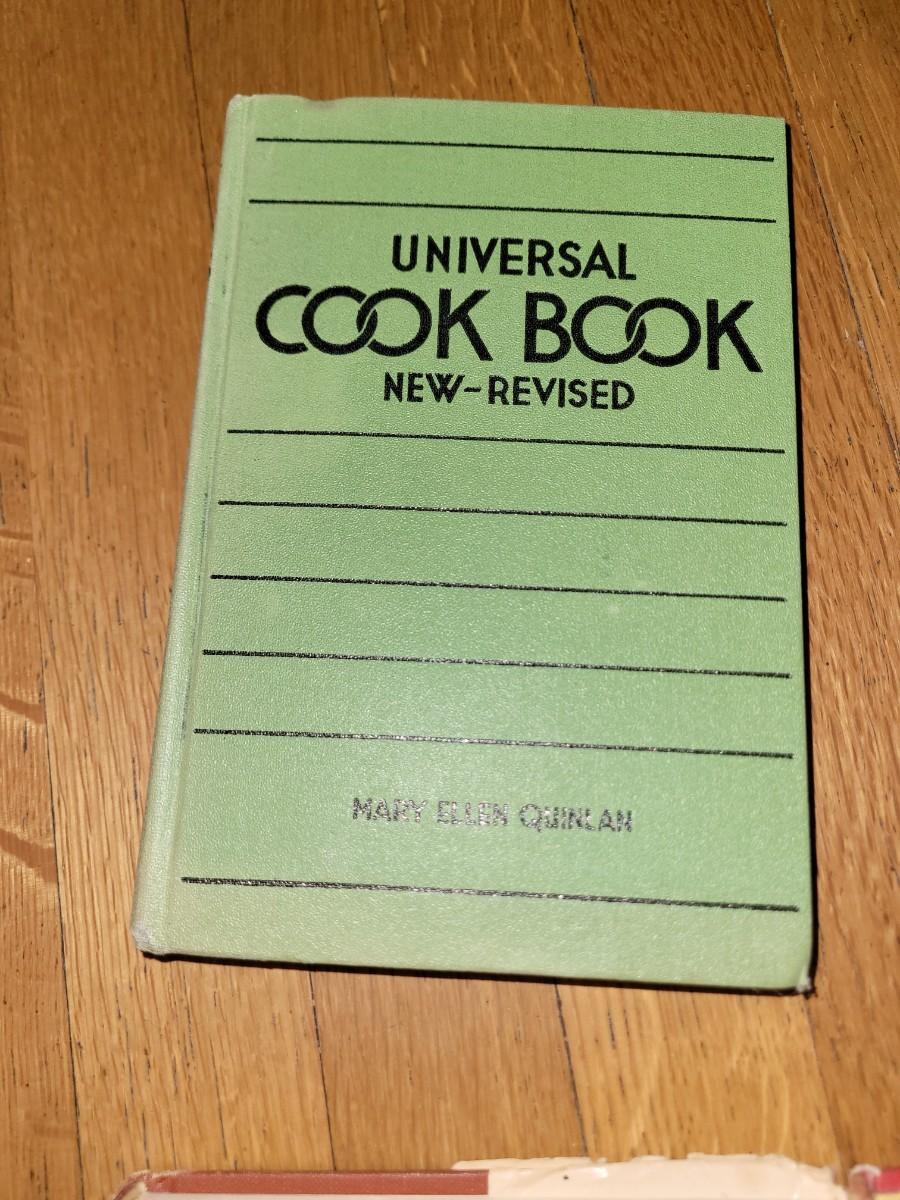 UNIVERSAL
COOK BOOK
NEW-REVISED
MARY ELLEN QUINLAN